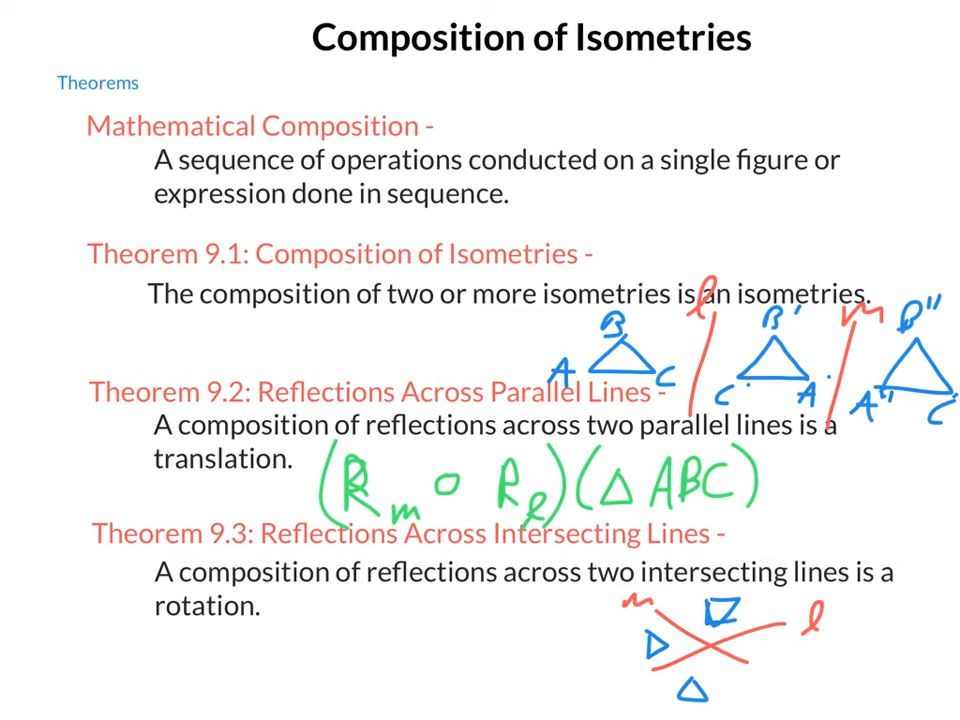 Composition of Isometries
Theorems
Mathematical Composition -
A sequence of operations conducted on a single figure or
expression done in sequence.
Theorem 9.1: Composition of Isometries -
The composition of two or more isometries is an isometries.
l
m
B
B'
B"
A
C
C'
A'
A"
C"
Theorem 9.2: Reflections Across Parallel Lines -
A composition of reflections across two parallel lines is a
translation.
(Rm ∘ Rl)(△ ABC)
Theorem 9.3: Reflections Across Intersecting Lines -
A composition of reflections across two intersecting lines is a
rotation.
m
l